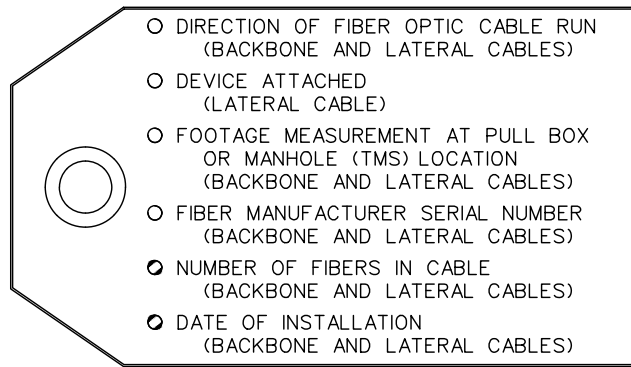 DIRECTION OF FIBER OPTIC CABLE RUN
(BACKBONE AND LATERAL CABLES)
DEVICE ATTACHED
(LATERAL CABLE)
FOOTAGE MEASUREMENT AT PULL BOX
OR MANHOLE (TMS) LOCATION
(BACKBONE AND LATERAL CABLES)
FIBER MANUFACTURER SERIAL NUMBER
(BACKBONE AND LATERAL CABLES)
NUMBER OF FIBERS IN CABLE
(BACKBONE AND LATERAL CABLES)
DATE OF INSTALLATION
(BACKBONE AND LATERAL CABLES)